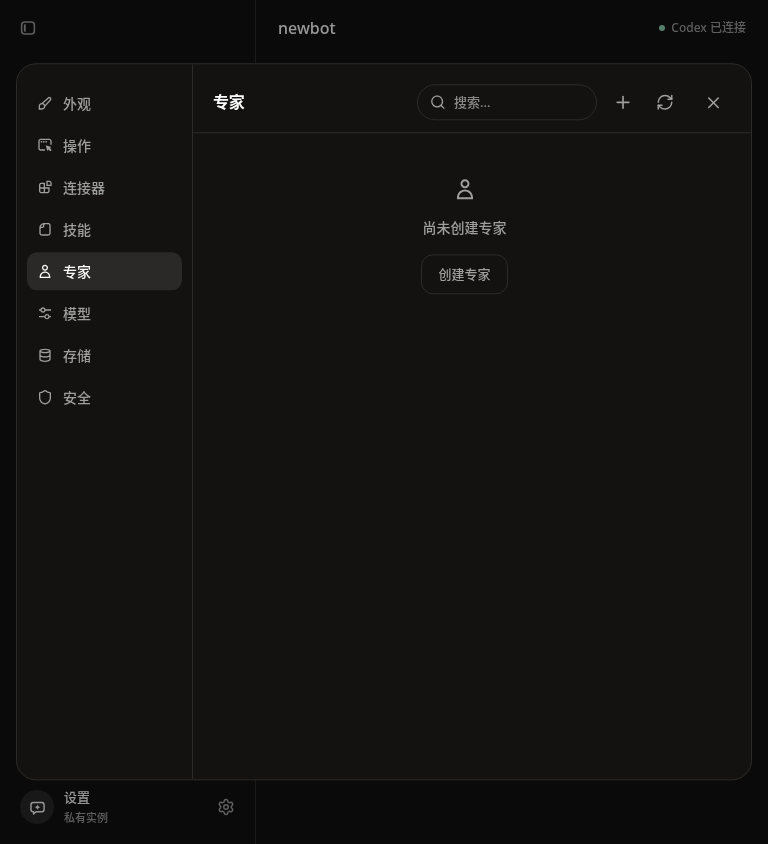 newbot
Codex 已连接
外观
操作
连接器
技能
专家
模型
存储
安全
专家
搜索...
尚未创建专家
创建专家
设置
私有实例